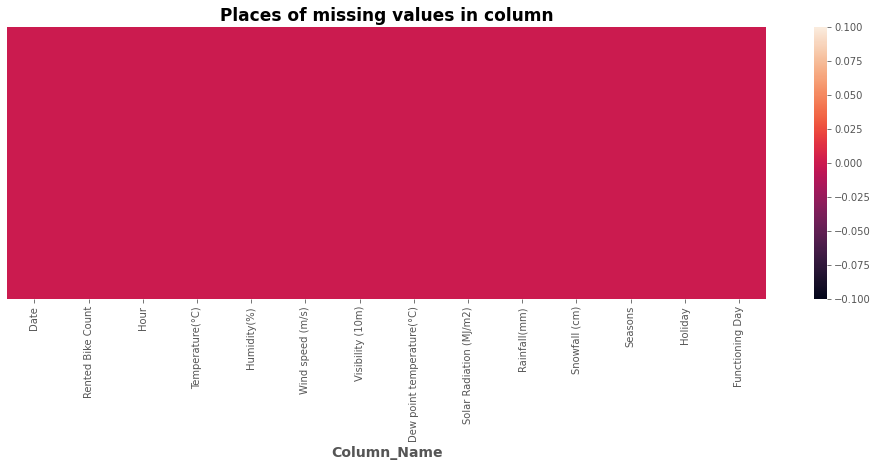 Places of missing values in column
0.100
0.075
0.050
0.025
0.000
−0.025
−0.050
−0.075
−0.100
Date
Rented Bike Count
Hour
Temperature(°C)
Humidity(%)
Wind speed (m/s)
Visibility (10m)
Dew point temperature(°C)
Solar Radiation (MJ/m2)
Rainfall(mm)
Snowfall (cm)
Seasons
Holiday
Functioning Day
Column_Name